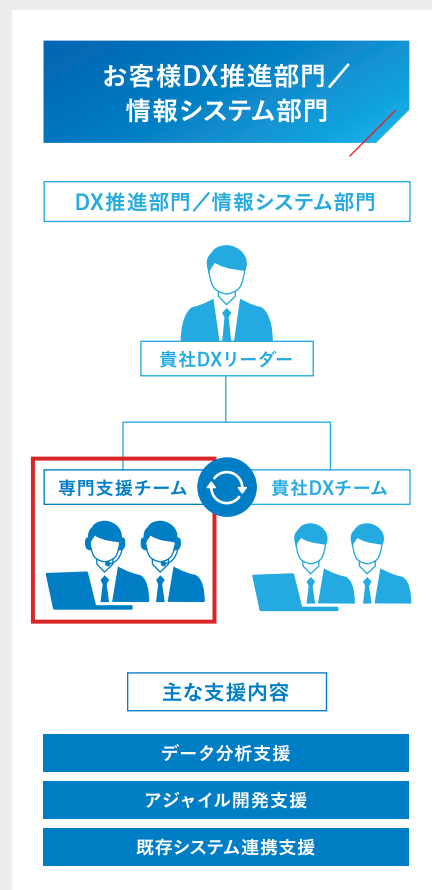 お客様DX推進部門／
情報システム部門
DX推進部門／情報システム部門
貴社DXリーダー
専門支援チーム
貴社DXチーム
主な支援内容
データ分析支援
アジャイル開発支援
既存システム連携支援